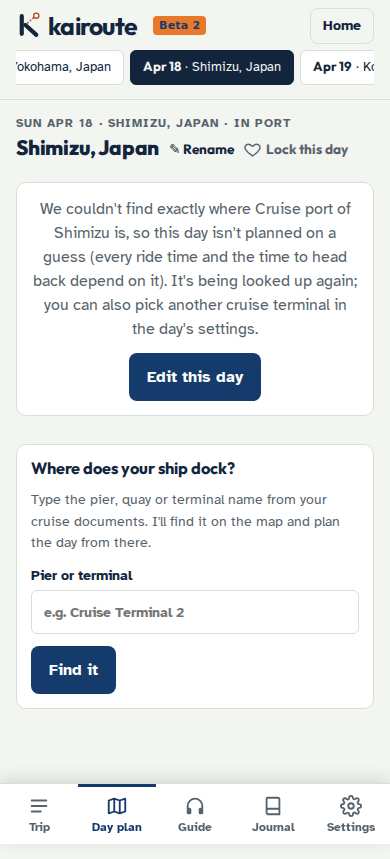 kairoute
Beta 2
Home
Yokohama, Japan
Apr 18 · Shimizu, Japan
Apr 19 ·
SUN APR 18 · SHIMIZU, JAPAN · IN PORT
Shimizu, Japan
✎ Rename
Lock this day
We couldn't find exactly where Cruise port of
Shimizu is, so this day isn't planned on a
guess (every ride time and the time to head
back depend on it). It's being looked up again;
you can also pick another cruise terminal in
the day's settings.
Edit this day
Where does your ship dock?
Type the pier, quay or terminal name from your
cruise documents. I'll find it on the map and plan
the day from there.
Pier or terminal
e.g. Cruise Terminal 2
Find it
Trip
Day plan
Guide
Journal
Settings